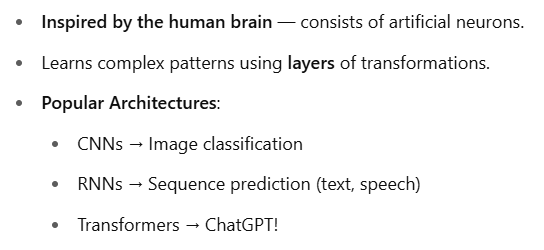 • Inspired by the human brain — consists of artificial neurons.
• Learns complex patterns using layers of transformations.
• Popular Architectures:
• CNNs → Image classification
• RNNs → Sequence prediction (text, speech)
• Transformers → ChatGPT!